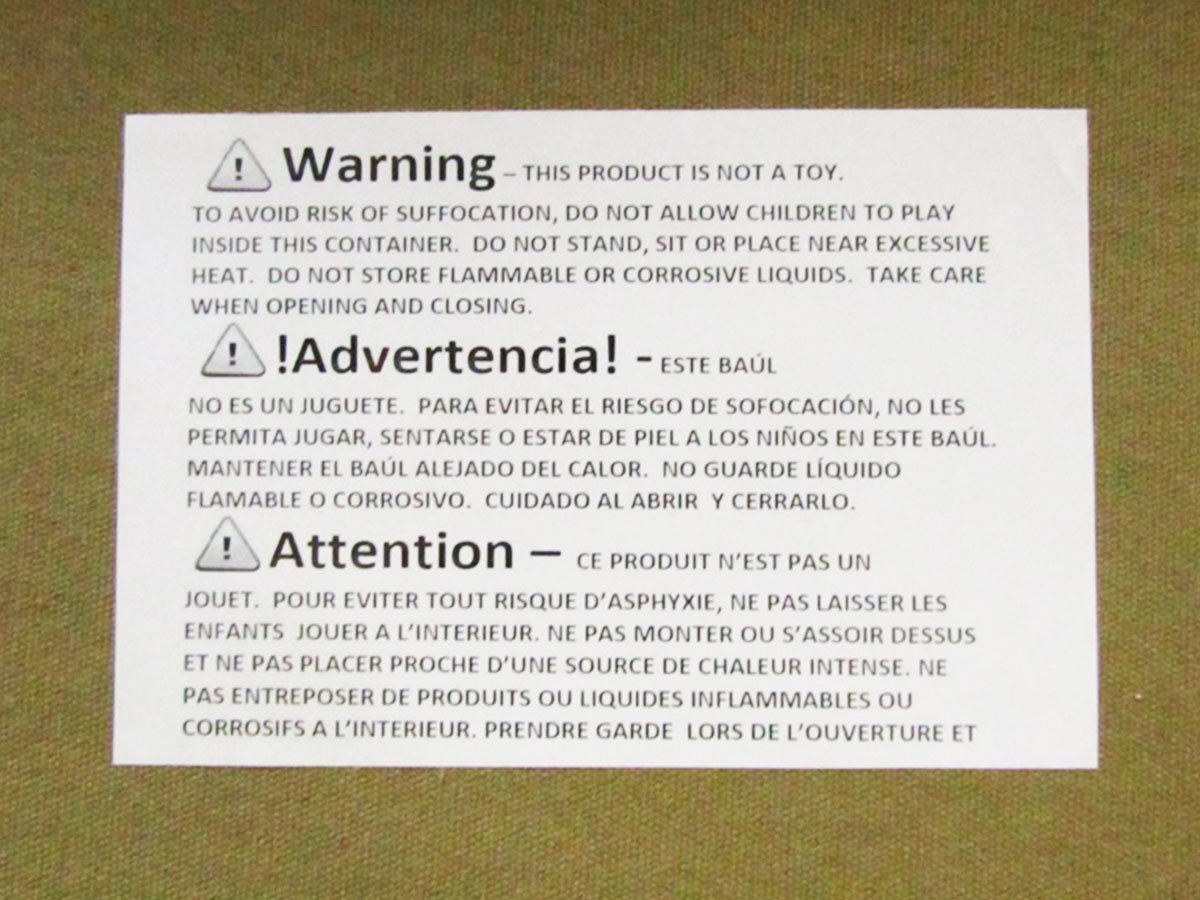 Warning – THIS PRODUCT IS NOT A TOY.
TO AVOID RISK OF SUFFOCATION, DO NOT ALLOW CHILDREN TO PLAY
INSIDE THIS CONTAINER. DO NOT STAND, SIT OR PLACE NEAR EXCESSIVE
HEAT. DO NOT STORE FLAMMABLE OR CORROSIVE LIQUIDS. TAKE CARE
WHEN OPENING AND CLOSING.
!Advertencia! - ESTE BAÚL
NO ES UN JUGUETE. PARA EVITAR EL RIESGO DE SOFOCACIÓN, NO LES
PERMITA JUGAR, SENTARSE O ESTAR DE PIEL A LOS NIÑOS EN ESTE BAÚL.
MANTENER EL BAÚL ALEJADO DEL CALOR. NO GUARDE LÍQUIDO
FLAMABLE O CORROSIVO. CUIDADO AL ABRIR Y CERRARLO.
Attention – CE PRODUIT N'EST PAS UN
JOUET. POUR EVITER TOUT RISQUE D'ASPHYXIE, NE PAS LAISSER LES
ENFANTS JOUER A L'INTERIEUR. NE PAS MONTER OU S'ASSOIR DESSUS
ET NE PAS PLACER PROCHE D'UNE SOURCE DE CHALEUR INTENSE. NE
PAS ENTREPOSER DE PRODUITS OU LIQUIDES INFLAMMABLES OU
CORROSIFS A L'INTERIEUR. PRENDRE GARDE LORS DE L'OUVERTURE ET